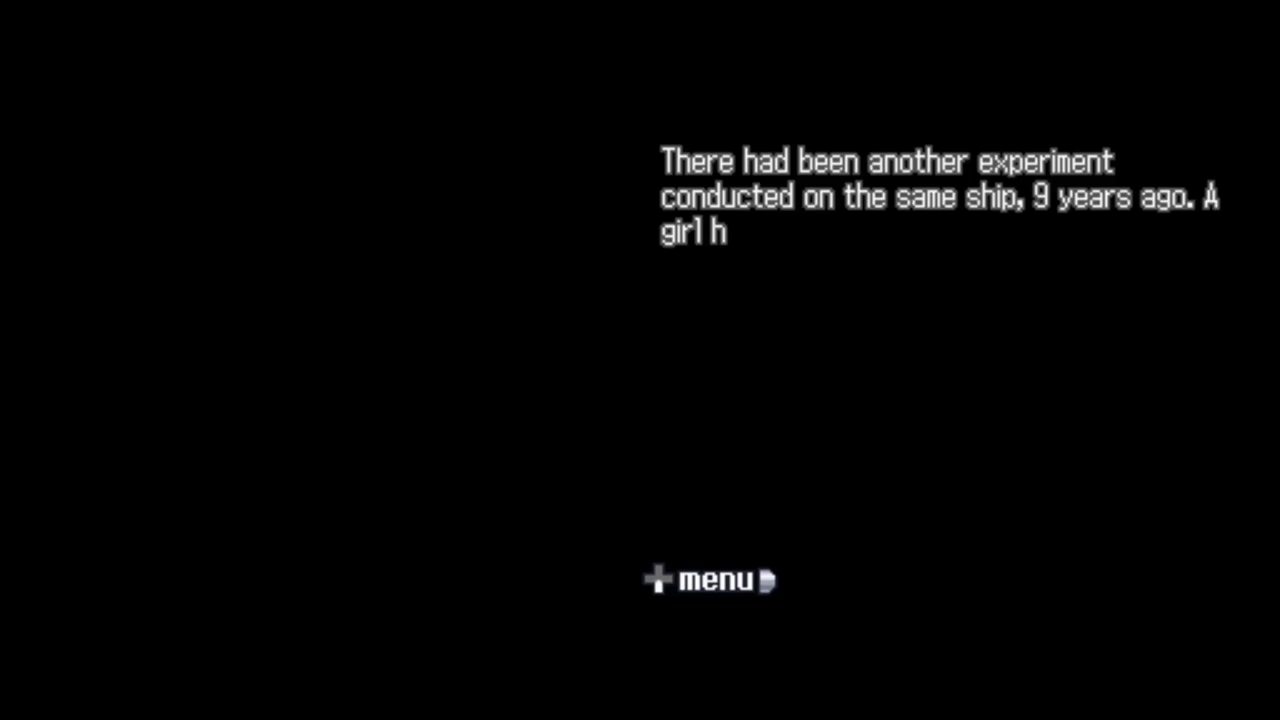 There had been another experiment
conducted on the same ship, 9 years ago. A
girl h
menu